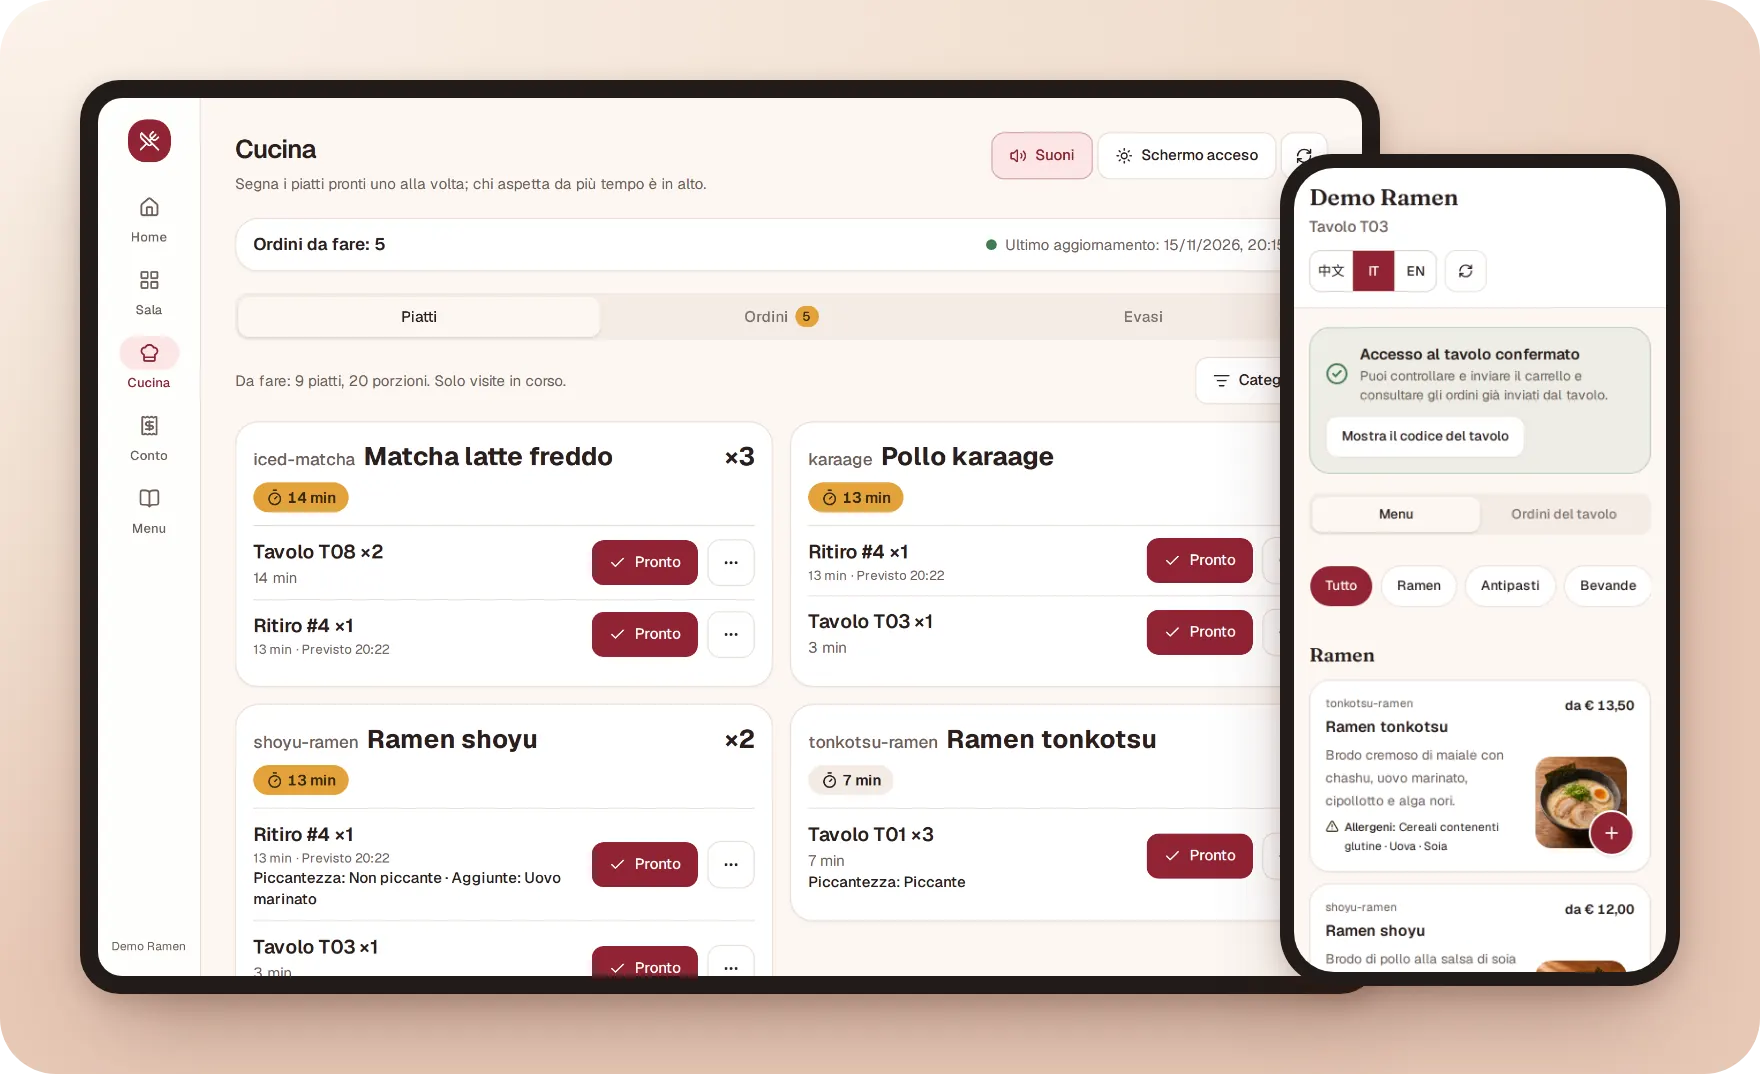 Home
Sala
Cucina
Conto
Menu
Demo Ramen
Cucina
Segna i piatti pronti uno alla volta; chi aspetta da più tempo è in alto.
Suoni
Schermo acceso
Ordini da fare: 5
Ultimo aggiornamento: 15/11/2026, 20:15
Piatti
Ordini 5
Evasi
Da fare: 9 piatti, 20 porzioni. Solo visite in corso.
Categ
iced-matcha Matcha latte freddo ×3
14 min
Tavolo T08 ×2
14 min
Pronto
Ritiro #4 ×1
13 min · Previsto 20:22
Pronto
karaage Pollo karaage
13 min
Ritiro #4 ×1
13 min · Previsto 20:22
Pronto
Tavolo T03 ×1
3 min
Pronto
shoyu-ramen Ramen shoyu ×2
13 min
Ritiro #4 ×1
13 min · Previsto 20:22
Piccantezza: Non piccante · Aggiunte: Uovo
marinato
Pronto
Tavolo T03 ×1
3 min
Pronto
tonkotsu-ramen Ramen tonkotsu
7 min
Tavolo T01 ×3
7 min
Piccantezza: Piccante
Pronto
Demo Ramen
Tavolo T03
中文 IT EN
Accesso al tavolo confermato
Puoi controllare e inviare il carrello e
consultare gli ordini già inviati dal tavolo.
Mostra il codice del tavolo
Menu
Ordini del tavolo
Tutto
Ramen
Antipasti
Bevande
Ramen
tonkotsu-ramen
da € 13,50
Ramen tonkotsu
Brodo cremoso di maiale con
chashu, uovo marinato,
cipollotto e alga nori.
Allergeni: Cereali contenenti
glutine · Uova · Soia
shoyu-ramen
da € 12,00
Ramen shoyu
Brodo di pollo alla salsa di soia